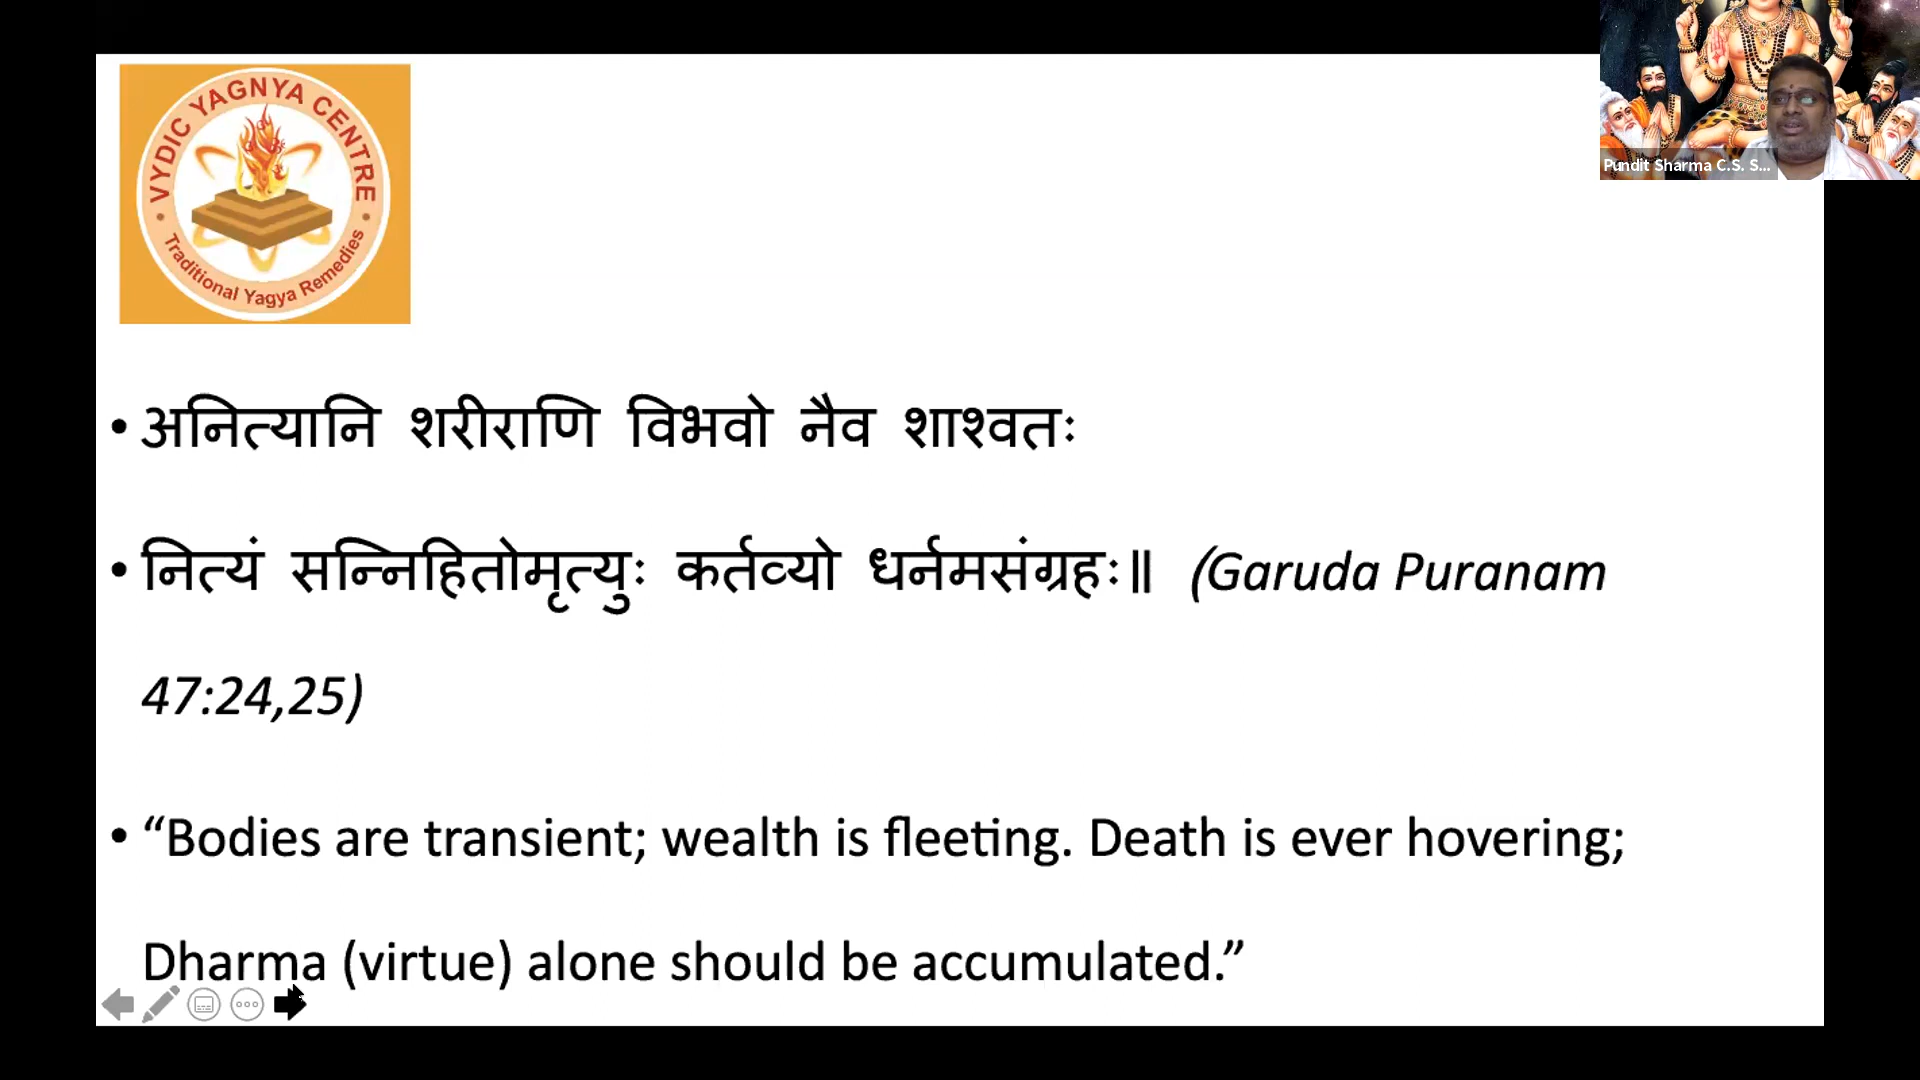 VYDIC YAGNYA CENTRE
Traditional Yagya Remedies
Pundit Sharma C.S. S...
• अनित्यानि शरीराणि विभवो नैव शाश्वतः
• नित्यं सन्निहितोमृत्युः कर्तव्यो धर्नमसंग्रहः॥ (Garuda Puranam
47:24,25)
• “Bodies are transient; wealth is fleeting. Death is ever hovering;
Dharma (virtue) alone should be accumulated.”